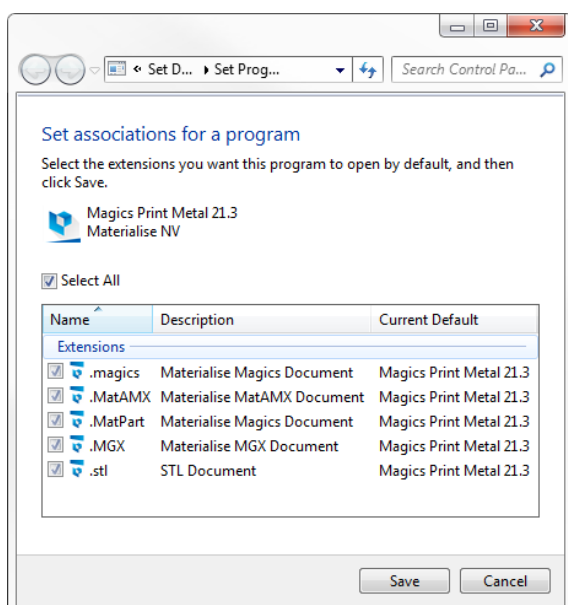 « Set D... ▸ Set Prog... Search Control Pa...
Set associations for a program
Select the extensions you want this program to open by default, and then
click Save.
Magics Print Metal 21.3
Materialise NV
Select All
Name Description Current Default
Extensions
.magics Materialise Magics Document Magics Print Metal 21.3
.MatAMX Materialise MatAMX Document Magics Print Metal 21.3
.MatPart Materialise Magics Document Magics Print Metal 21.3
.MGX Materialise MGX Document Magics Print Metal 21.3
.stl STL Document Magics Print Metal 21.3
Save Cancel